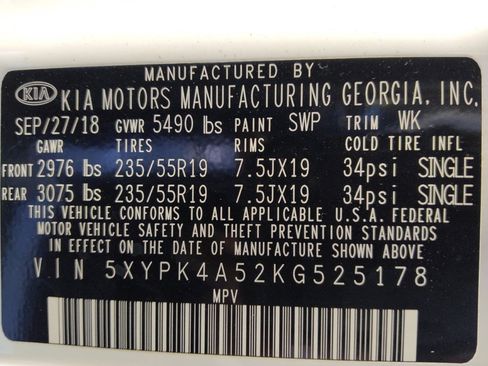 MANUFACTURED BY
KIA KIA MOTORS MANUFACTURING GEORGIA, INC.
SEP/27/18 GVWR 5490 lbs PAINT SWP TRIM WK
GAWR TIRES RIMS COLD TIRE INFL
FRONT 2976 lbs 235/55R19 7.5JX19 34psi SINGLE
REAR 3075 lbs 235/55R19 7.5JX19 34psi SINGLE
THIS VEHICLE CONFORMS TO ALL APPLICABLE U.S.A. FEDERAL
MOTOR VEHICLE SAFETY AND THEFT PREVENTION STANDARDS
IN EFFECT ON THE DATE OF MANUFACTURE SHOWN ABOVE.
VIN 5XYPK4A52KG525178
MPV